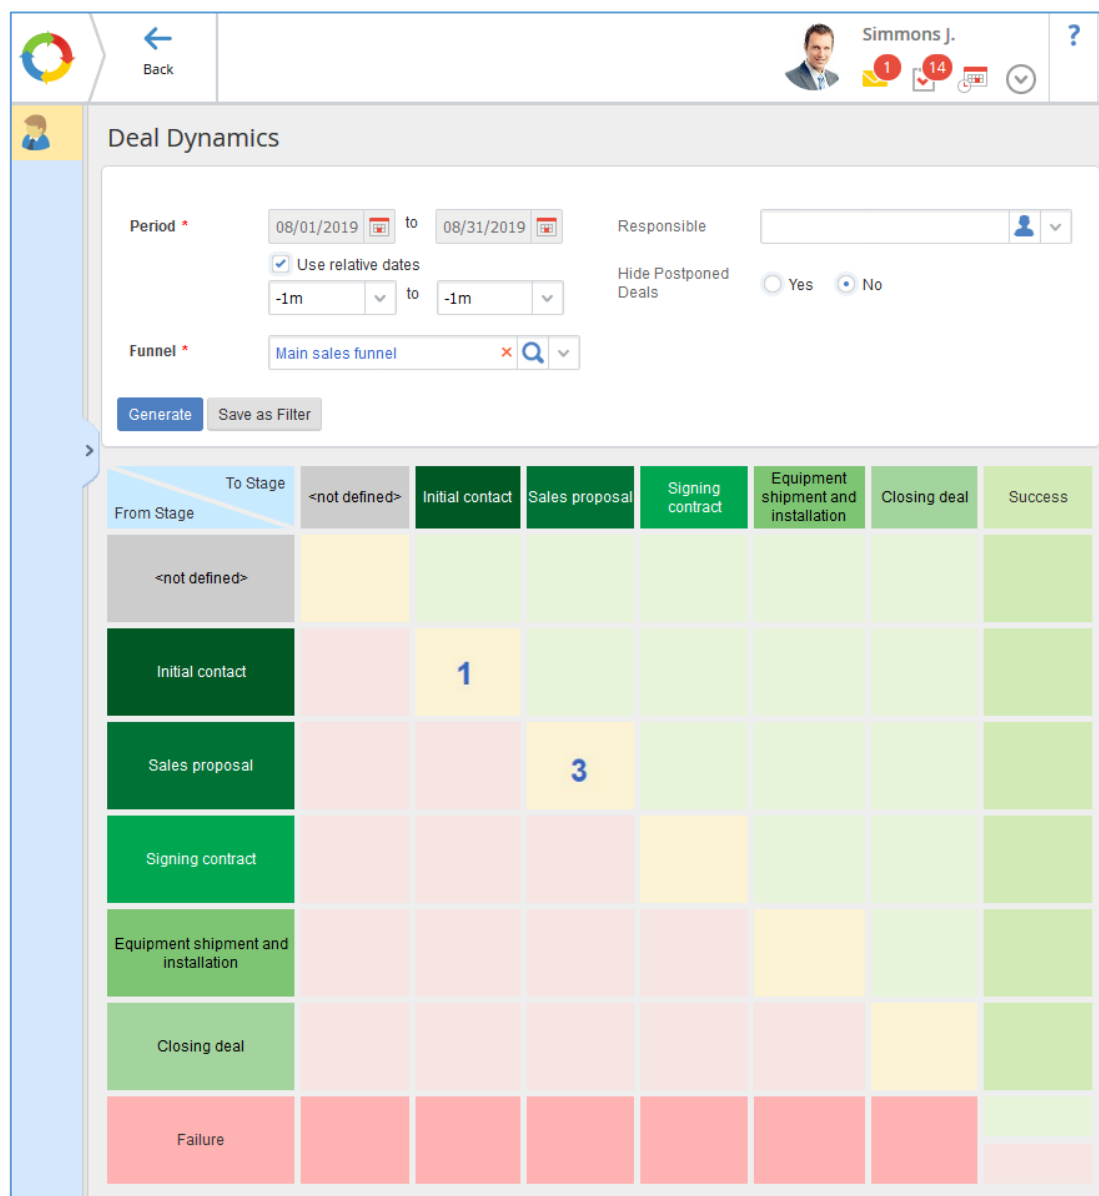 Back
Simmons J.
1
14
?
Deal Dynamics
Period *
08/01/2019 to 08/31/2019
Use relative dates
-1m to -1m
Responsible
Hide Postponed
Deals
Yes No
Funnel *
Main sales funnel
Generate Save as Filter
To Stage
From Stage
<not defined>
Initial contact
Sales proposal
Signing
contract
Equipment
shipment and
installation
Closing deal
Success
<not defined>
Initial contact
1
Sales proposal
3
Signing contract
Equipment shipment and
installation
Closing deal
Failure